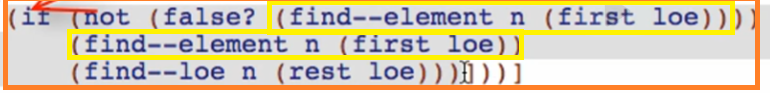 (if (not (false? (find--element n (first loe))))
(find--element n (first loe))
(find--loe n (rest loe)))]))]